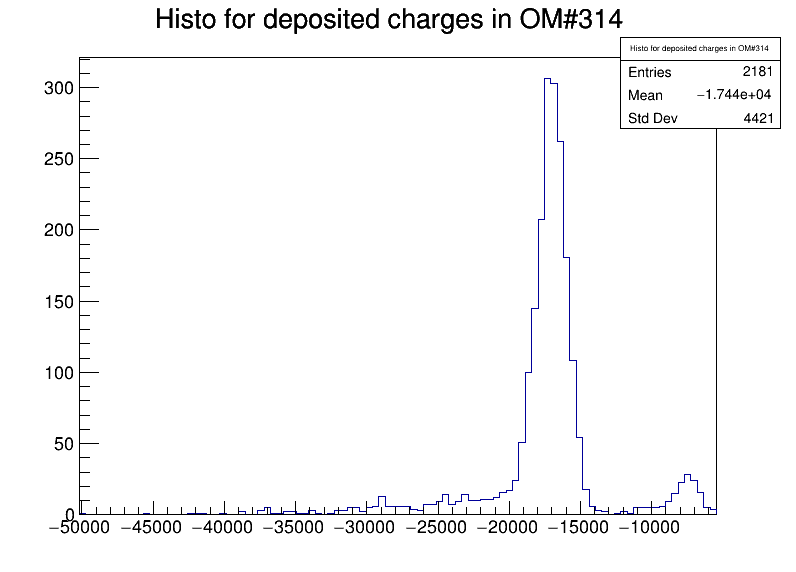 Histo for deposited charges in OM#314
Histo for deposited charges in OM#314
Entries 2181
Mean −1.744e+04
Std Dev 4421
300
250
200
150
100
50
0
−50000 −45000 −40000 −35000 −30000 −25000 −20000 −15000 −10000